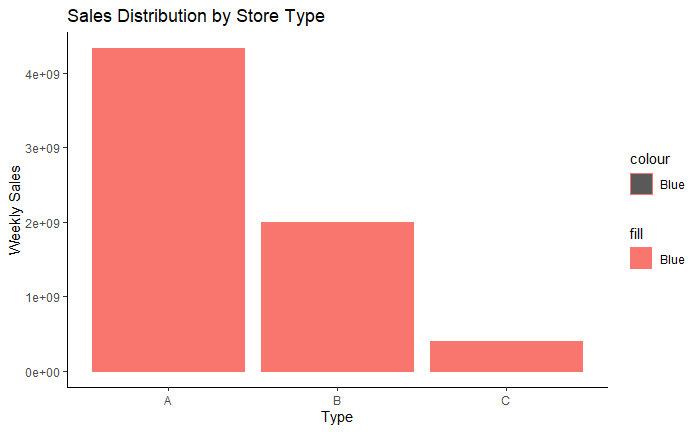 Sales Distribution by Store Type
Weekly Sales
4e+09
3e+09
2e+09
1e+09
0e+00
A
B
C
Type
colour
Blue
fill
Blue